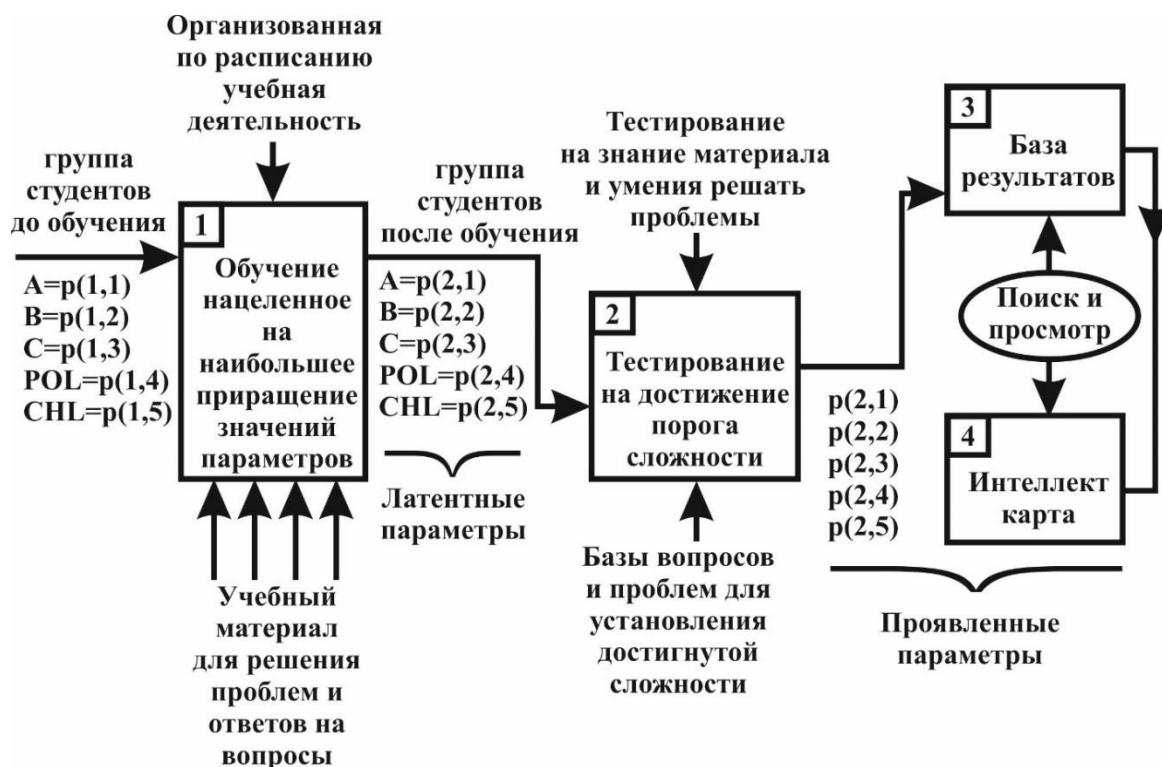 Организованная
по расписанию
учебная
деятельность
группа
студентов
до обучения
A=p(1,1)
B=p(1,2)
C=p(1,3)
POL=p(1,4)
CHL=p(1,5)
1
Обучение
нацеленное
на
наибольшее
приращение
значений
параметров
Учебный
материал
для решения
проблем и
ответов на
вопросы
группа
студентов
после обучения
A=p(2,1)
B=p(2,2)
C=p(2,3)
POL=p(2,4)
CHL=p(2,5)
Латентные
параметры
Тестирование
на знание материала
и умения решать
проблемы
2
Тестирование
на достижение
порога
сложности
Базы вопросов
и проблем для
установления
достигнутой
сложности
p(2,1)
p(2,2)
p(2,3)
p(2,4)
p(2,5)
Проявленные
параметры
3
База
результатов
Поиск и
просмотр
4
Интеллект
карта